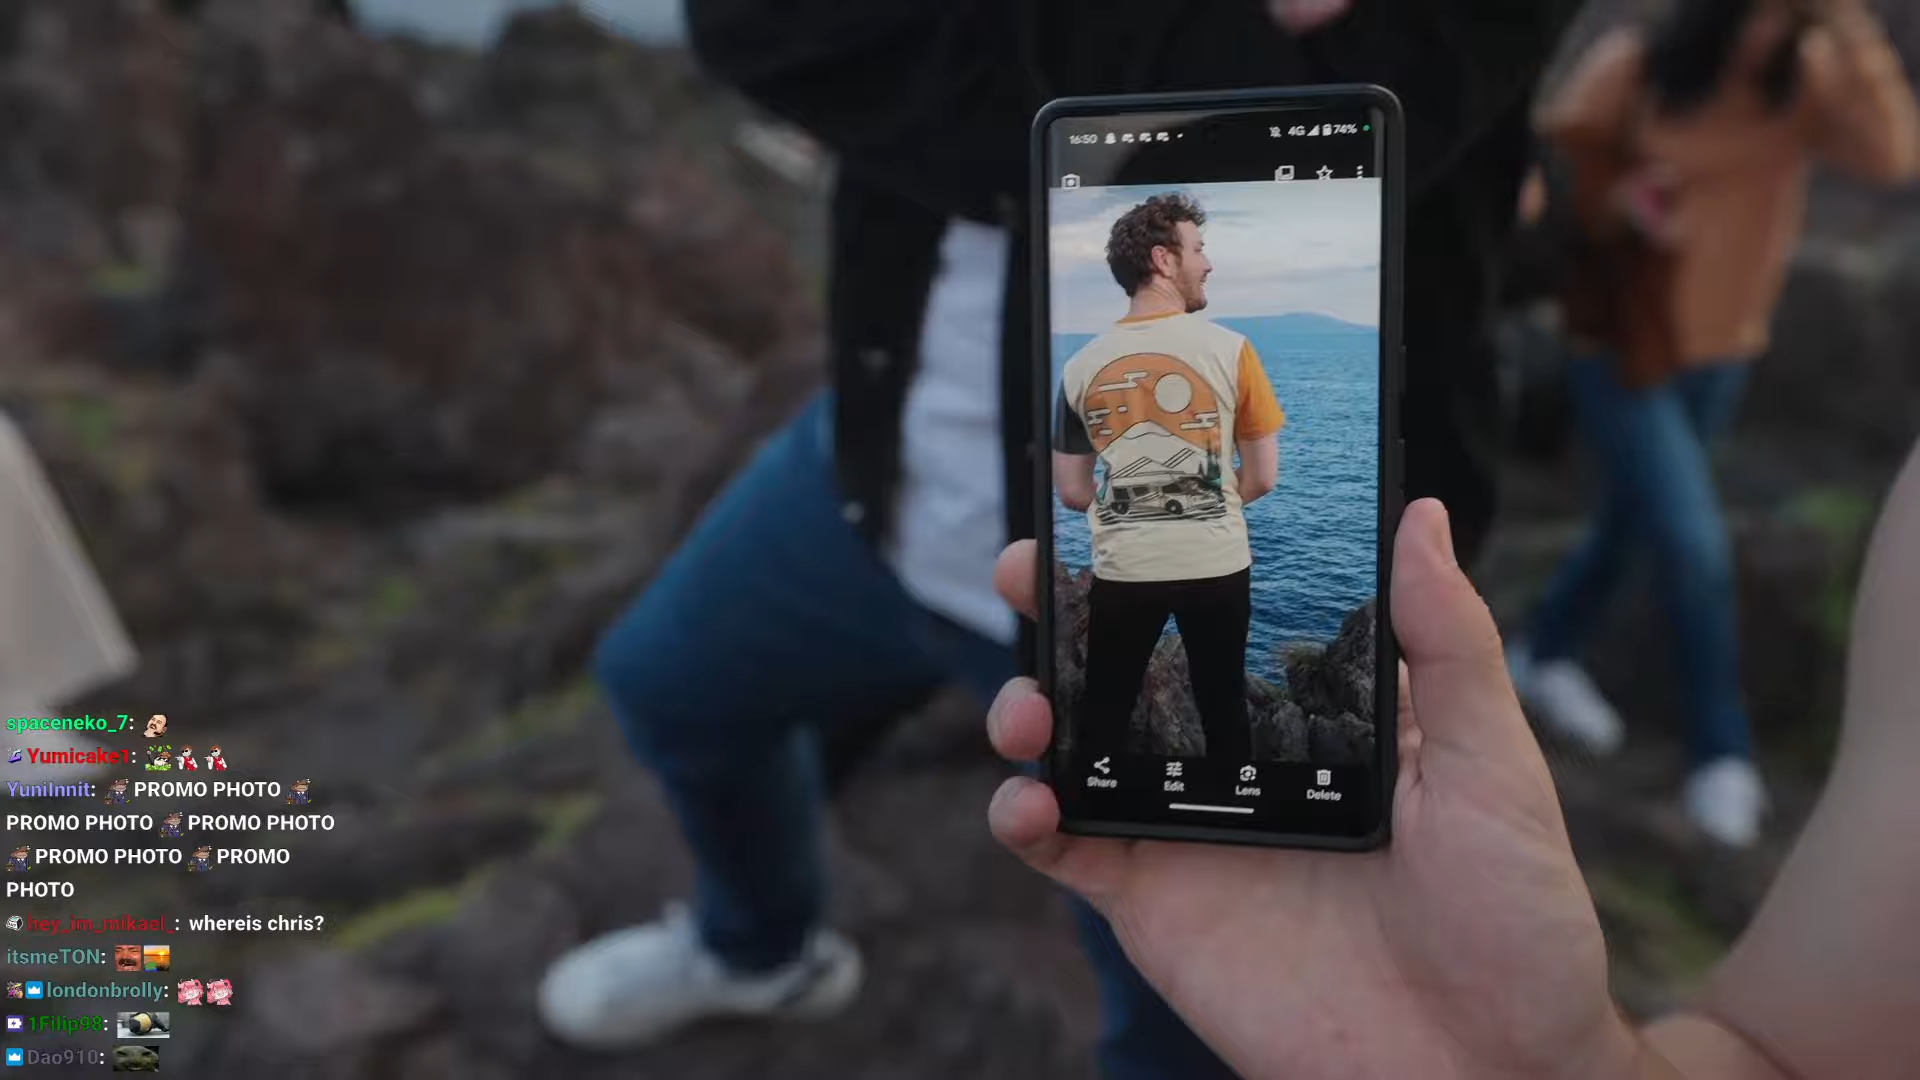 16:50 4G 74%
Share Edit Lens Delete
spaceneko_7:
Yumicake1:
YuniInnit: PROMO PHOTO
PROMO PHOTO PROMO PHOTO
PROMO PHOTO PROMO
PHOTO
hey_im_mikael_: whereis chris?
itsmeTON:
londonbrolly:
1Filip98:
Dao910: